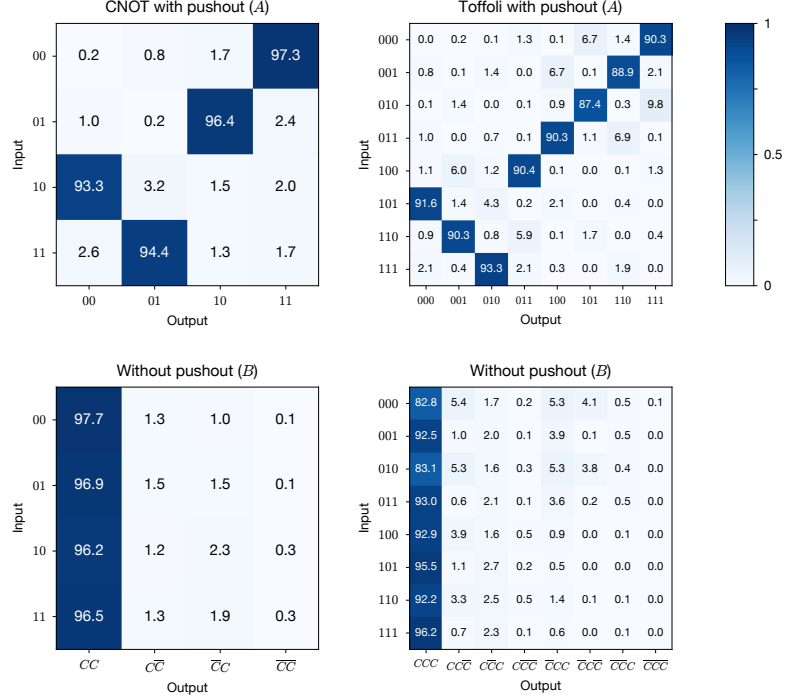 CNOT with pushout (A)
Toffoli with pushout (A)
00 0.2 0.8 1.7 97.3
01 1.0 0.2 96.4 2.4
10 93.3 3.2 1.5 2.0
11 2.6 94.4 1.3 1.7
Input
00 01 10 11
Output
000 0.0 0.2 0.1 1.3 0.1 6.7 1.4 90.3
001 0.8 0.1 1.4 0.0 6.7 0.1 88.9 2.1
010 0.1 1.4 0.0 0.1 0.9 87.4 0.3 9.8
011 1.0 0.0 0.7 0.1 90.3 1.1 6.9 0.1
100 1.1 6.0 1.2 90.4 0.1 0.0 0.1 1.3
101 91.6 1.4 4.3 0.2 2.1 0.0 0.4 0.0
110 0.9 90.3 0.8 5.9 0.1 1.7 0.0 0.4
111 2.1 0.4 93.3 2.1 0.3 0.0 1.9 0.0
Input
000 001 010 011 100 101 110 111
Output
1
0.5
0
Without pushout (B)
Without pushout (B)
00 97.7 1.3 1.0 0.1
01 96.9 1.5 1.5 0.1
10 96.2 1.2 2.3 0.3
11 96.5 1.3 1.9 0.3
Input
CC CC̅ C̅C C̅C̅
Output
000 82.8 5.4 1.7 0.2 5.3 4.1 0.5 0.1
001 92.5 1.0 2.0 0.1 3.9 0.1 0.5 0.0
010 83.1 5.3 1.6 0.3 5.3 3.8 0.4 0.0
011 93.0 0.6 2.1 0.1 3.6 0.2 0.5 0.0
100 92.9 3.9 1.6 0.5 0.9 0.0 0.1 0.0
101 95.5 1.1 2.7 0.2 0.5 0.0 0.0 0.0
110 92.2 3.3 2.5 0.5 1.4 0.1 0.1 0.0
111 96.2 0.7 2.3 0.1 0.6 0.0 0.1 0.0
Input
CCC CCC̅ CC̅C CC̅C̅ C̅CC C̅CC̅ C̅C̅C C̅C̅C̅
Output